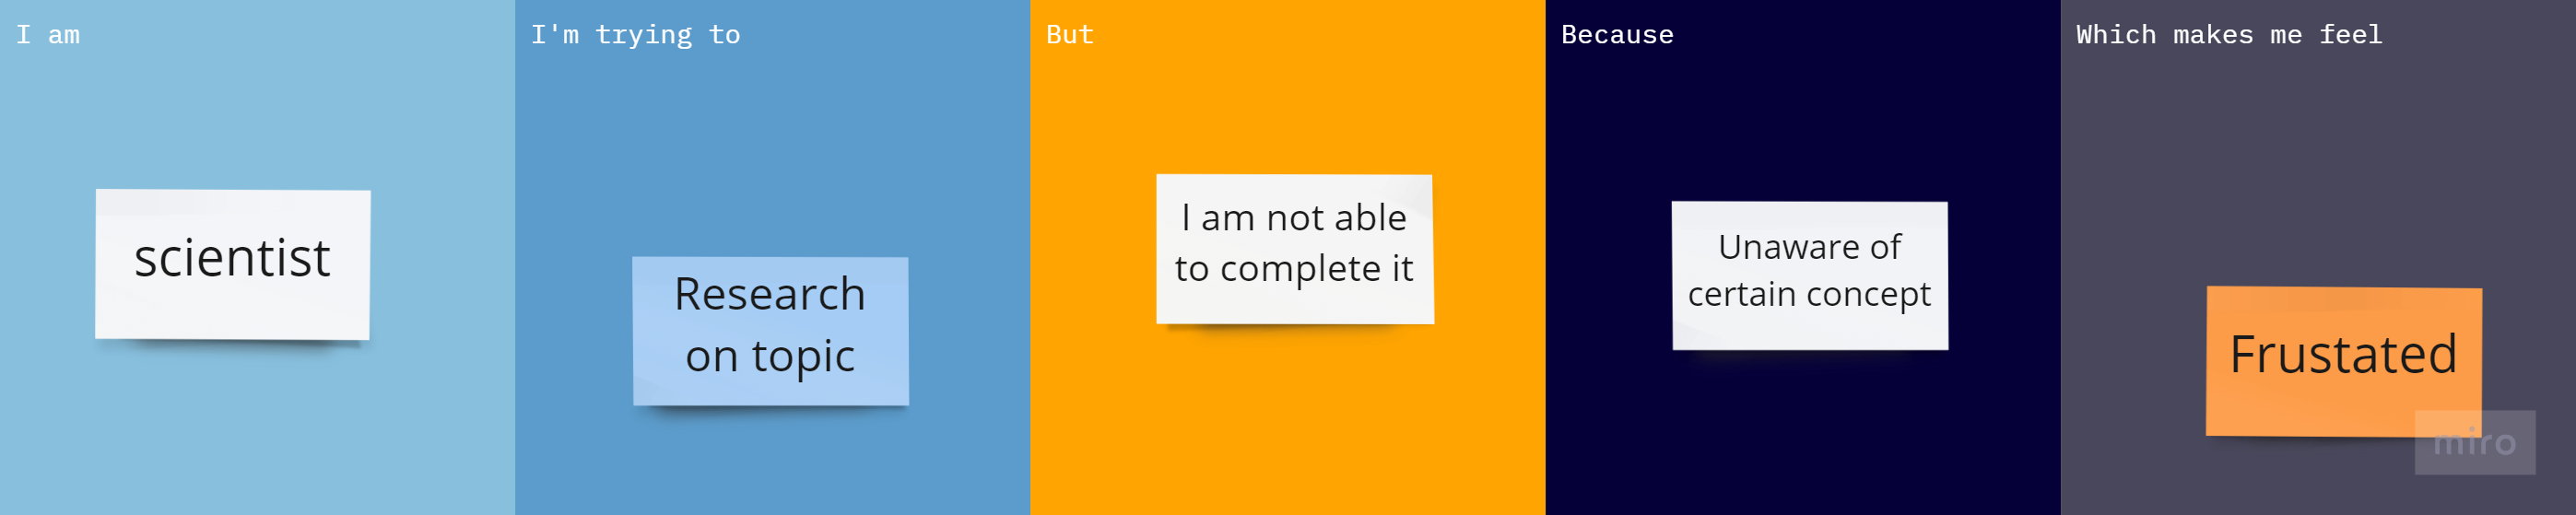 I am
scientist
I'm trying to
Research
on topic
But
I am not able
to complete it
Because
Unaware of
certain concept
Which makes me feel
Frustated
miro